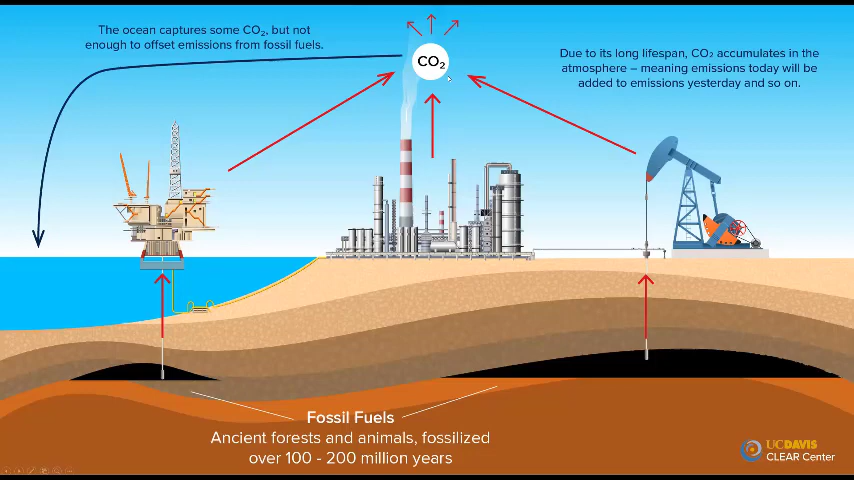 The ocean captures some CO₂, but not
enough to offset emissions from fossil fuels.
CO₂
Due to its long lifespan, CO₂ accumulates in the
atmosphere – meaning emissions today will be
added to emissions yesterday and so on.
Fossil Fuels
Ancient forests and animals, fossilized
over 100 - 200 million years
UCDAVIS
CLEAR Center